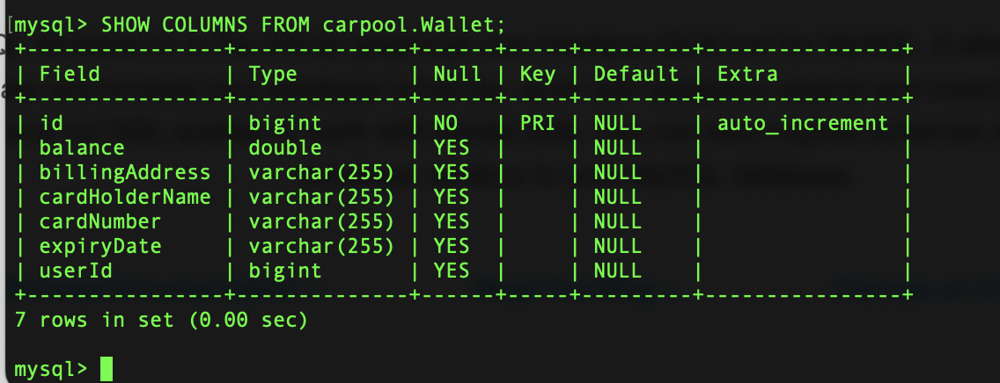 mysql> SHOW COLUMNS FROM carpool.Wallet;
+----------------+--------------+------+-----+---------+----------------+
| Field          | Type         | Null | Key | Default | Extra          |
+----------------+--------------+------+-----+---------+----------------+
| id             | bigint       | NO   | PRI | NULL    | auto_increment |
| balance        | double       | YES  |     | NULL    |                |
| billingAddress | varchar(255) | YES  |     | NULL    |                |
| cardHolderName | varchar(255) | YES  |     | NULL    |                |
| cardNumber     | varchar(255) | YES  |     | NULL    |                |
| expiryDate     | varchar(255) | YES  |     | NULL    |                |
| userId         | bigint       | YES  |     | NULL    |                |
+----------------+--------------+------+-----+---------+----------------+
7 rows in set (0.00 sec)
mysql>